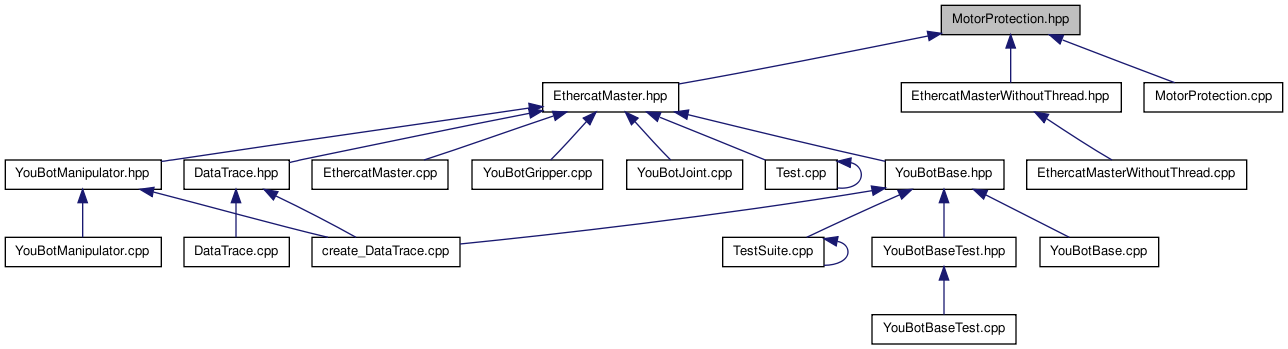 MotorProtection.hpp
EthercatMaster.hpp
EthercatMasterWithoutThread.hpp
MotorProtection.cpp
YouBotManipulator.hpp
DataTrace.hpp
EthercatMaster.cpp
YouBotGripper.cpp
YouBotJoint.cpp
Test.cpp
YouBotBase.hpp
EthercatMasterWithoutThread.cpp
YouBotManipulator.cpp
DataTrace.cpp
create_DataTrace.cpp
TestSuite.cpp
YouBotBaseTest.hpp
YouBotBase.cpp
YouBotBaseTest.cpp